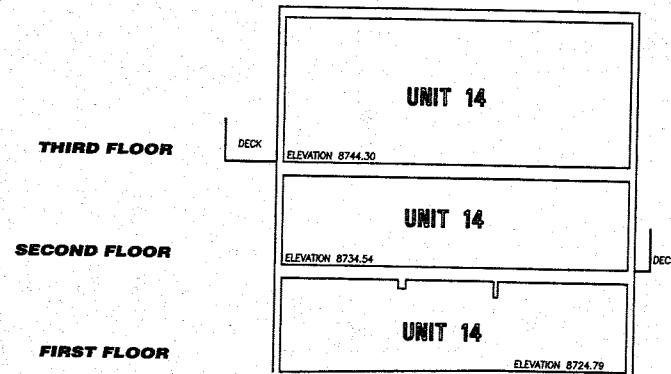 UNIT 14
THIRD FLOOR
DECK
ELEVATION 8744.30
UNIT 14
SECOND FLOOR
ELEVATION 8734.54
DEC
UNIT 14
FIRST FLOOR
ELEVATION 8724.79